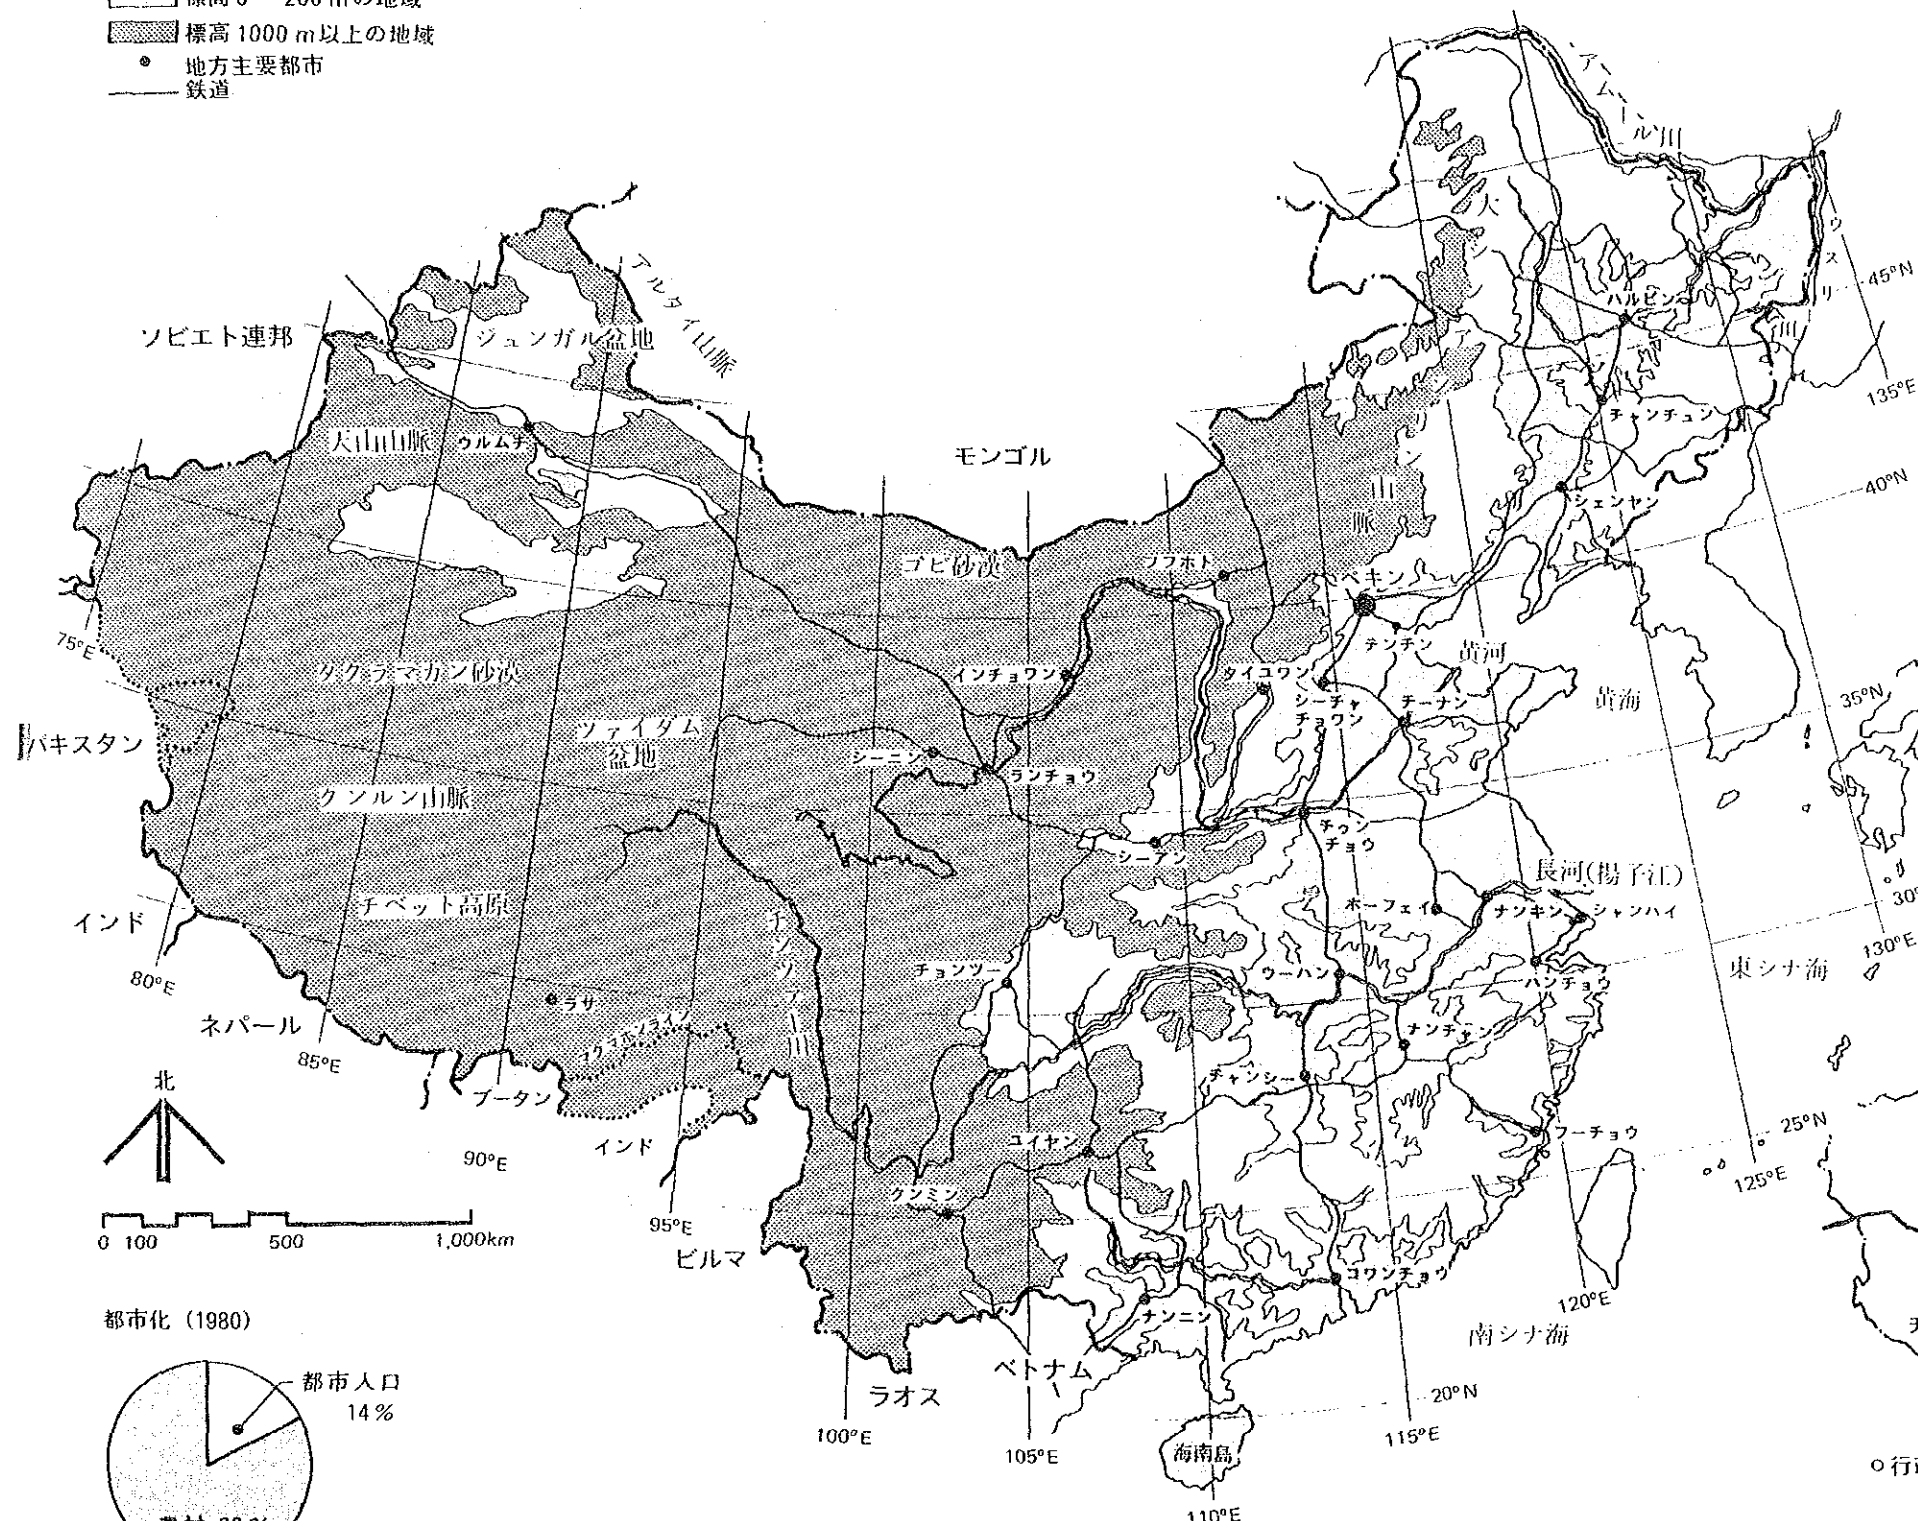 標高 1000 m以上の地域
地方主要都市
鉄道
アムール川
ウスリ川
45°N
135°E
ハルビン
チャンチュン
40°N
シェンヤン
アルタイ山脈
ソビエト連邦
ジュンガル盆地
天山山脈
ウルムチ
モンゴル
大シンアンリン山脈
ゴビ砂漠
フフホト
ペキン
テンチン
黄河
75°E
タクラマカン砂漠
インチョワン
タイユワン
シーチャ
チョワン
チーナン
黄海
35°N
パキスタン
ツァイダム
盆地
シーニン
ランチョウ
クンルン山脈
チョン
チョウ
シーアン
長河(揚子江)
チベット高原
インド
80°E
ホーフェイ
ナンキン
シャンハイ
30°
130°E
チョンツー
ウーハン
ハンチョウ
東シナ海
ラサ
ネパール
85°E
マクマホンライン
ナンチャン
チャンシー
北
ブータン
インド
90°E
ユイヤン
フーチョウ
25°N
125°E
クンミン
95°E
0 100 500 1,000km
ビルマ
コワンチョウ
ナンニン
120°E
南シナ海
都市化 (1980)
ベトナム
ラオス
都市人口
14%
20°N
100°E
105°E
115°E
海南島
110°E